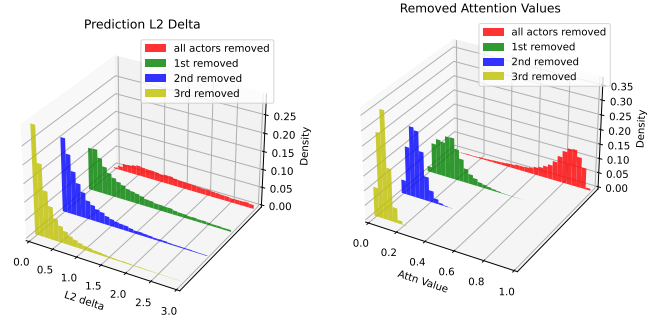 Prediction L2 Delta
all actors removed
1st removed
2nd removed
3rd removed
0.25
0.20
0.15
0.10
0.05
0.00
Density
0.0
0.5
1.0
1.5
2.0
2.5
3.0
L2 delta
Removed Attention Values
all actors removed
1st removed
2nd removed
3rd removed
0.35
0.30
0.25
0.20
0.15
0.10
0.05
0.00
Density
0.0
0.2
0.4
0.6
0.8
1.0
Attn Value